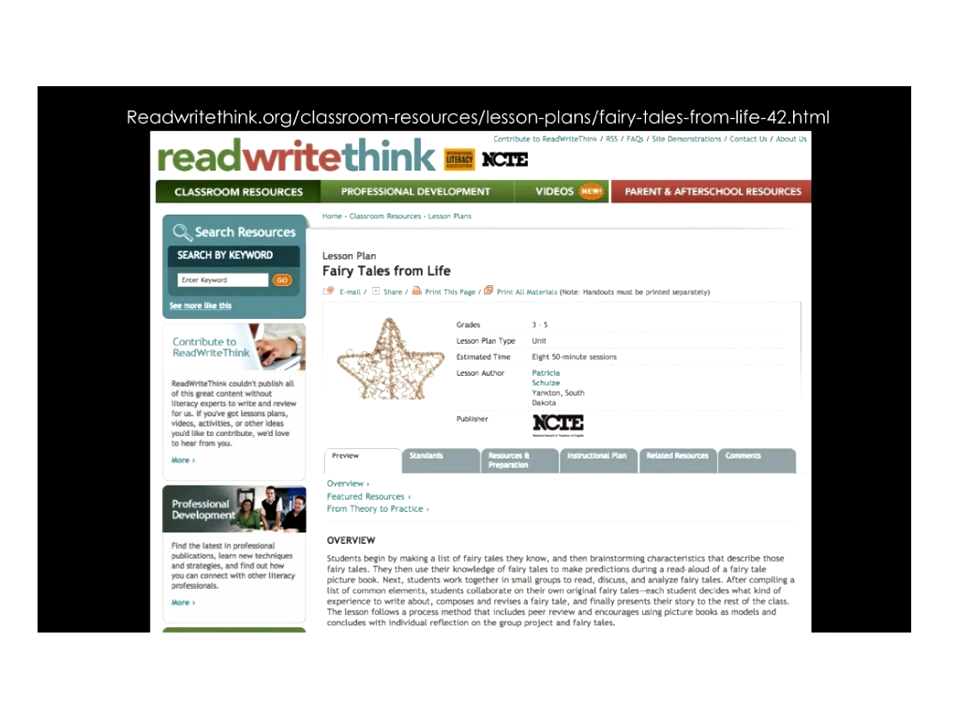 Readwritethink.org/classroom-resources/lesson-plans/fairy-tales-from-life-42.html
Contribute to ReadWriteThink / RSS / FAQs / Site Demonstrations / Contact Us / About Us
readwritethink
INTERNATIONAL
LITERACY
ASSOCIATION
NCTE
CLASSROOM RESOURCES
PROFESSIONAL DEVELOPMENT
VIDEOS NEW!
PARENT & AFTERSCHOOL RESOURCES
Search Resources
SEARCH BY KEYWORD
Enter Keyword
GO
See more like this
Contribute to
ReadWriteThink
ReadWriteThink couldn't publish all
of this great content without
literacy experts to write and review
for us. If you've got lessons plans,
videos, activities, or other ideas
you'd like to contribute, we'd love
to hear from you.
More ›
Professional
Development
Find the latest in professional
publications, learn new techniques
and strategies, and find out how
you can connect with other literacy
professionals.
More ›
Home › Classroom Resources › Lesson Plans
Lesson Plan
Fairy Tales from Life
E-mail / Share / Print This Page / Print All Materials (Note: Handouts must be printed separately)
Grades 3 - 5
Lesson Plan Type Unit
Estimated Time Eight 50-minute sessions
Lesson Author Patricia
Schulze
Yankton, South
Dakota
Publisher NCTE
National Council of Teachers of English
Preview
Standards
Resources &
Preparation
Instructional Plan
Related Resources
Comments
Overview ›
Featured Resources ›
From Theory to Practice ›
OVERVIEW
Students begin by making a list of fairy tales they know, and then brainstorming characteristics that describe those
fairy tales. They then use their knowledge of fairy tales to make predictions during a read-aloud of a fairy tale
picture book. Next, students work together in small groups to read, discuss, and analyze fairy tales. After compiling a
list of common elements, students collaborate on their own original fairy tales—each student decides what kind of
experience to write about, composes and revises a fairy tale, and finally presents their story to the rest of the class.
The lesson follows a process method that includes peer review and encourages using picture books as models and
concludes with individual reflection on the group project and fairy tales.